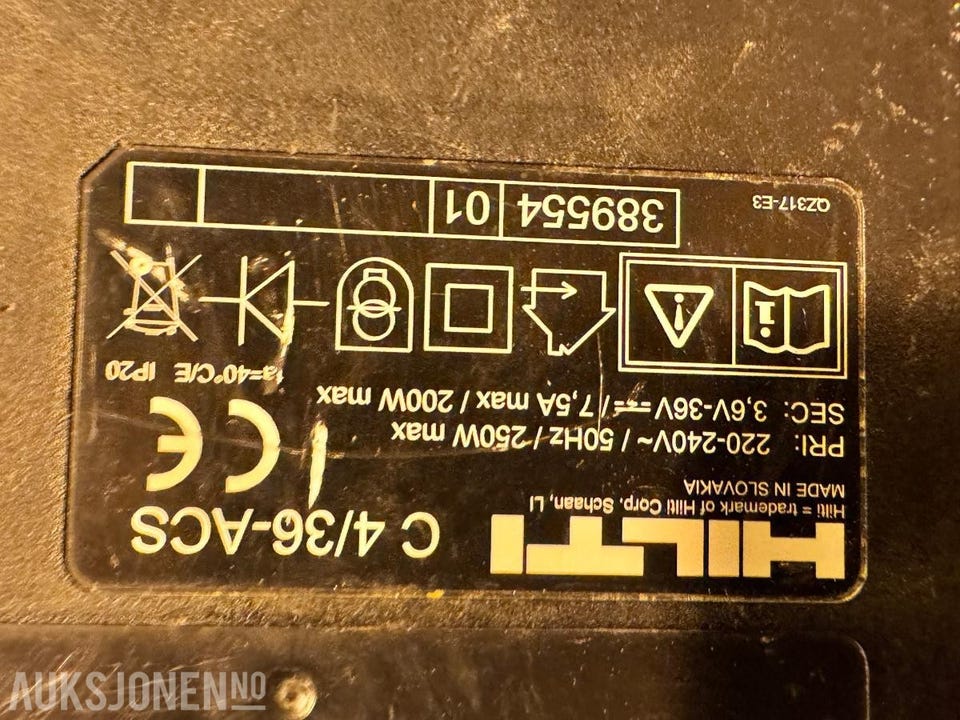 HILTI C 4/36-ACS
Hilti = trademark of Hilti Corp. Schaan, LI
MADE IN SLOVAKIA
PRI: 220-240V~ / 50Hz / 250W max
SEC: 3,6V-36V⎓ / 7,5A max / 200W max
CE
ta=40°C/E IP20
389554 01
QZ317-E3
AUKSJONEN.NO